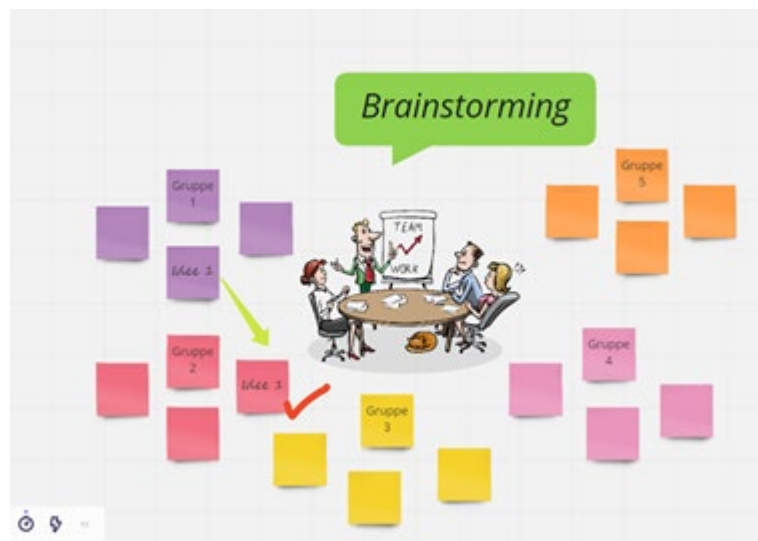 Brainstorming
Gruppe
1
Idee 1
Gruppe
2
Idee 1
TEAM
WORK
Gruppe
3
Gruppe
5
Gruppe
4